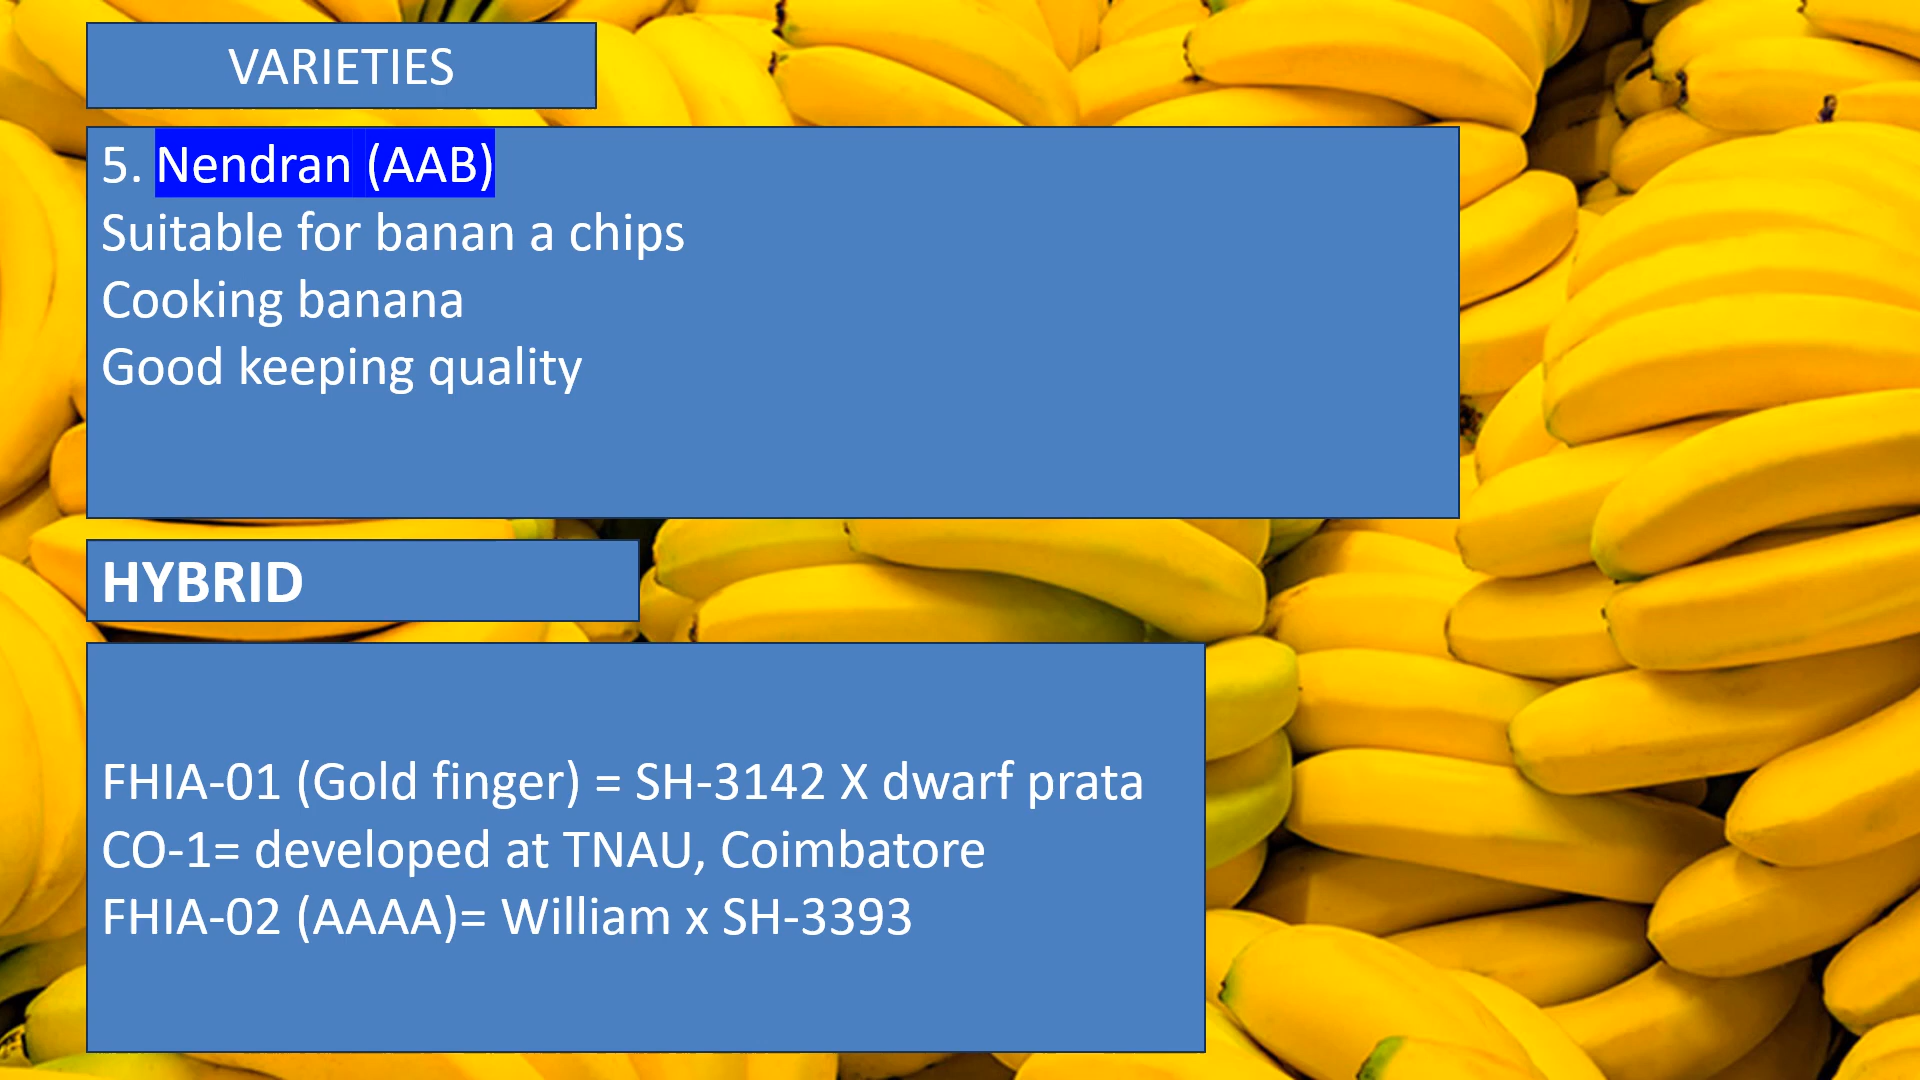 VARIETIES
5. Nendran (AAB)
Suitable for banan a chips
Cooking banana
Good keeping quality
HYBRID
FHIA-01 (Gold finger) = SH-3142 X dwarf prata
CO-1= developed at TNAU, Coimbatore
FHIA-02 (AAAA)= William x SH-3393